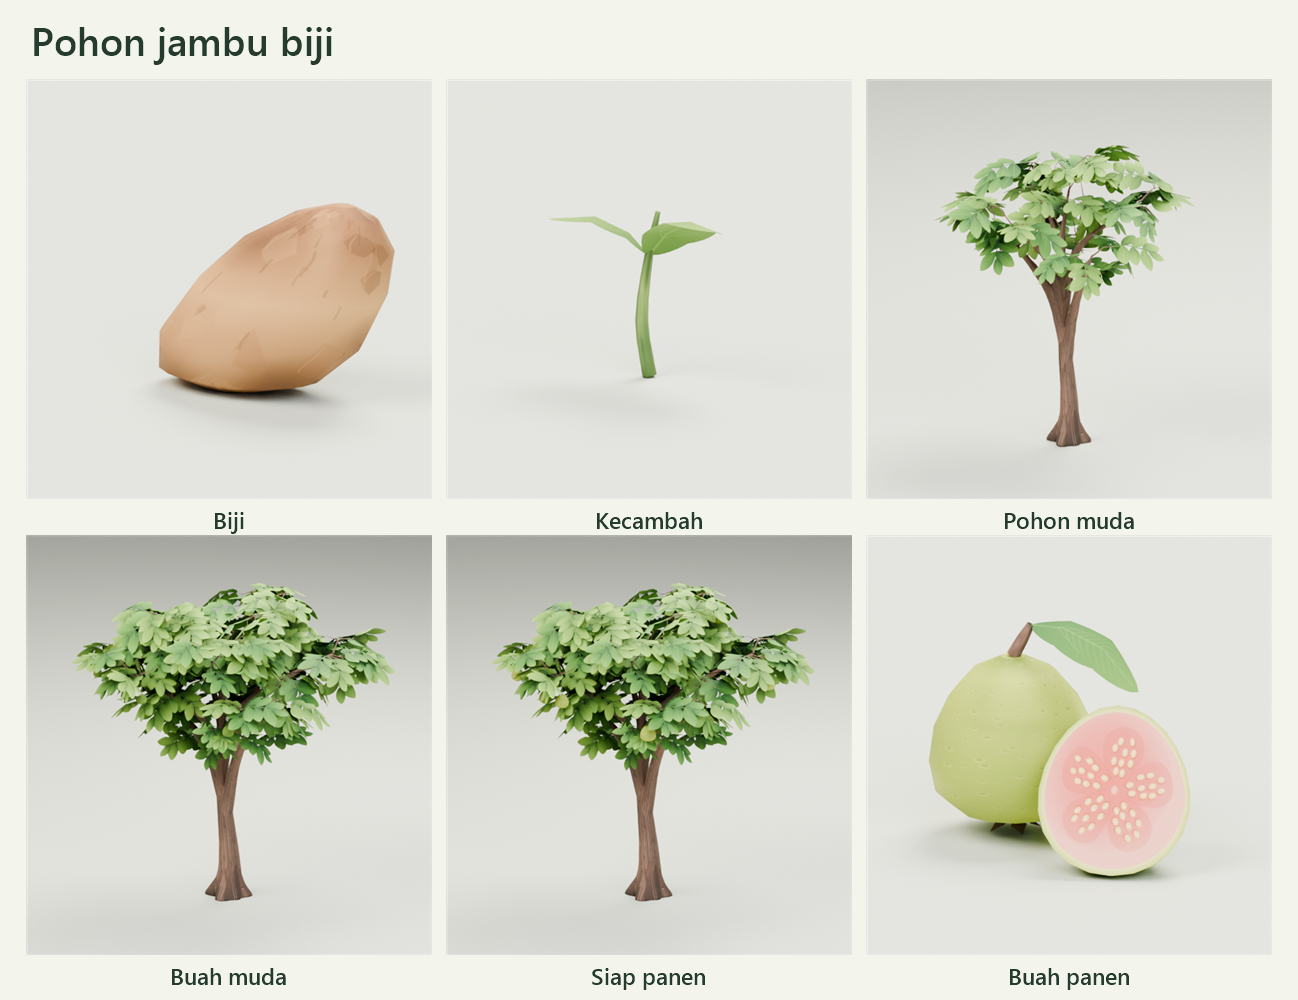 Pohon jambu biji
Biji
Kecambah
Pohon muda
Buah muda
Siap panen
Buah panen